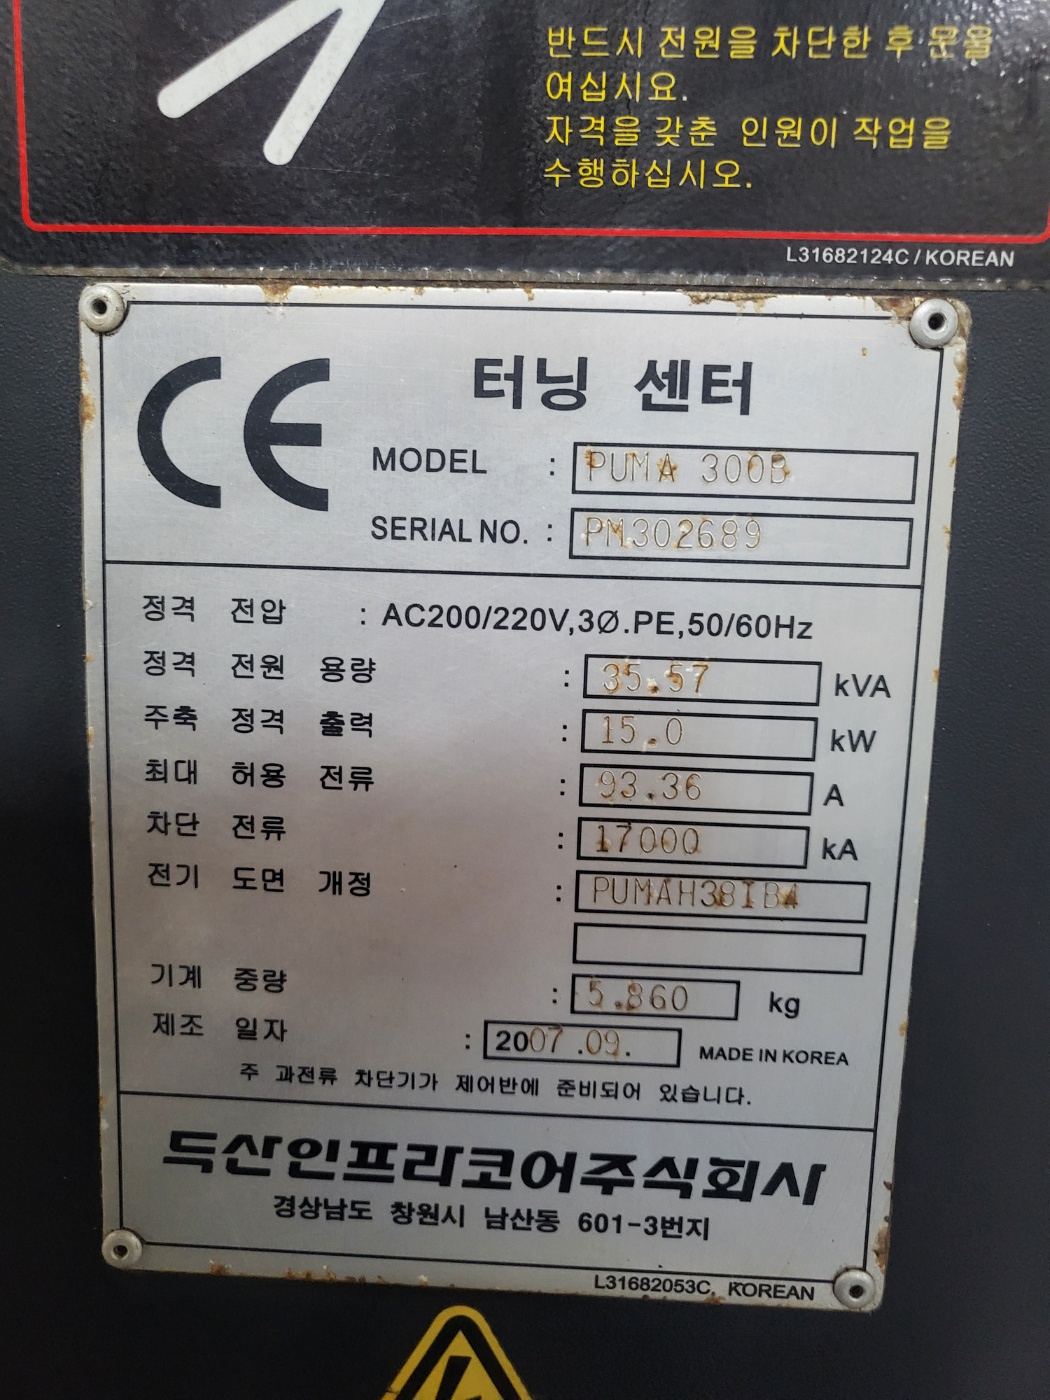 반드시 전원을 차단한 후 문을
여십시요.
자격을 갖춘 인원이 작업을
수행하십시오.
L31682124C / KOREAN
CE
터닝 센터
MODEL : PUMA 300B
SERIAL NO. : PM302689
정격 전압 : AC200/220V,3Ø.PE,50/60Hz
정격 전원 용량 : 35.57 kVA
주축 정격 출력 : 15.0 kW
최대 허용 전류 : 93.36 A
차단 전류 : 17000 kA
전기 도면 개정 : PUMAH38IB4
기계 중량 : 5.860 kg
제조 일자 : 2007.09. MADE IN KOREA
주 과전류 차단기가 제어반에 준비되어 있습니다.
두산인프라코어주식회사
경상남도 창원시 남산동 601-3번지
L31682053C, KOREAN